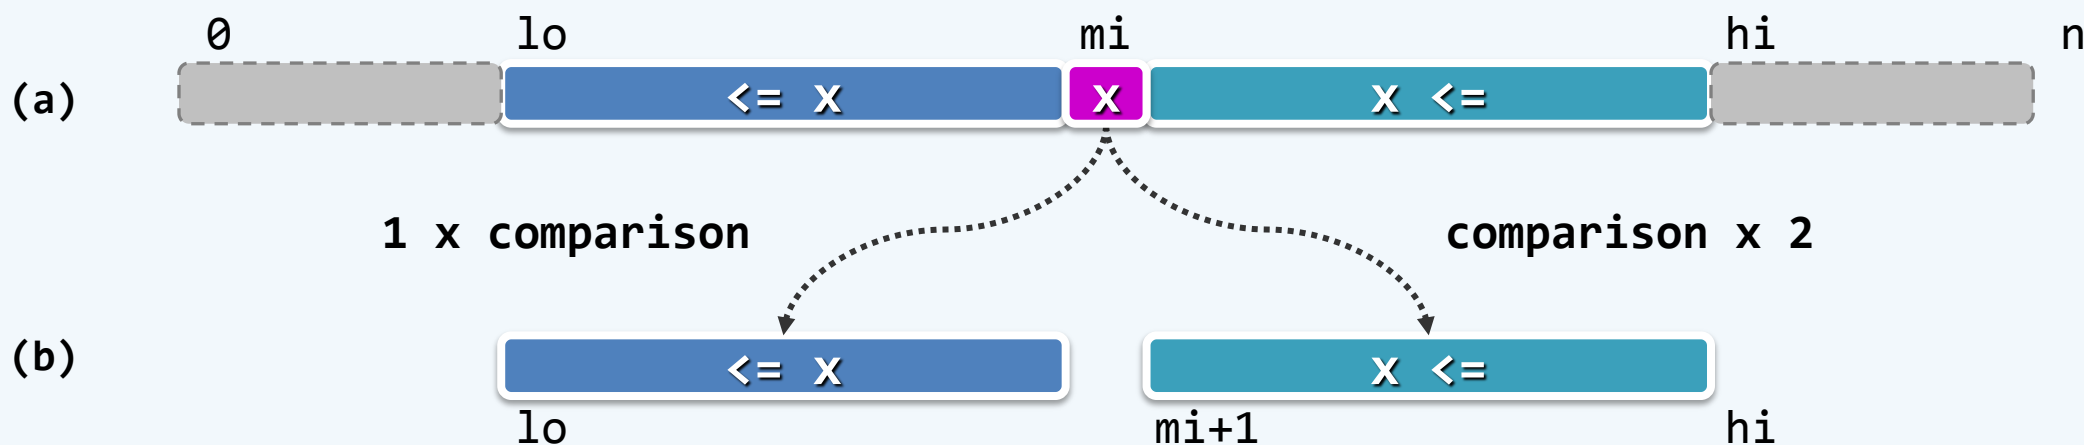 0 lo mi hi n
(a) <= x x x <=
1 x comparison comparison x 2
(b) <= x x <=
lo mi+1 hi